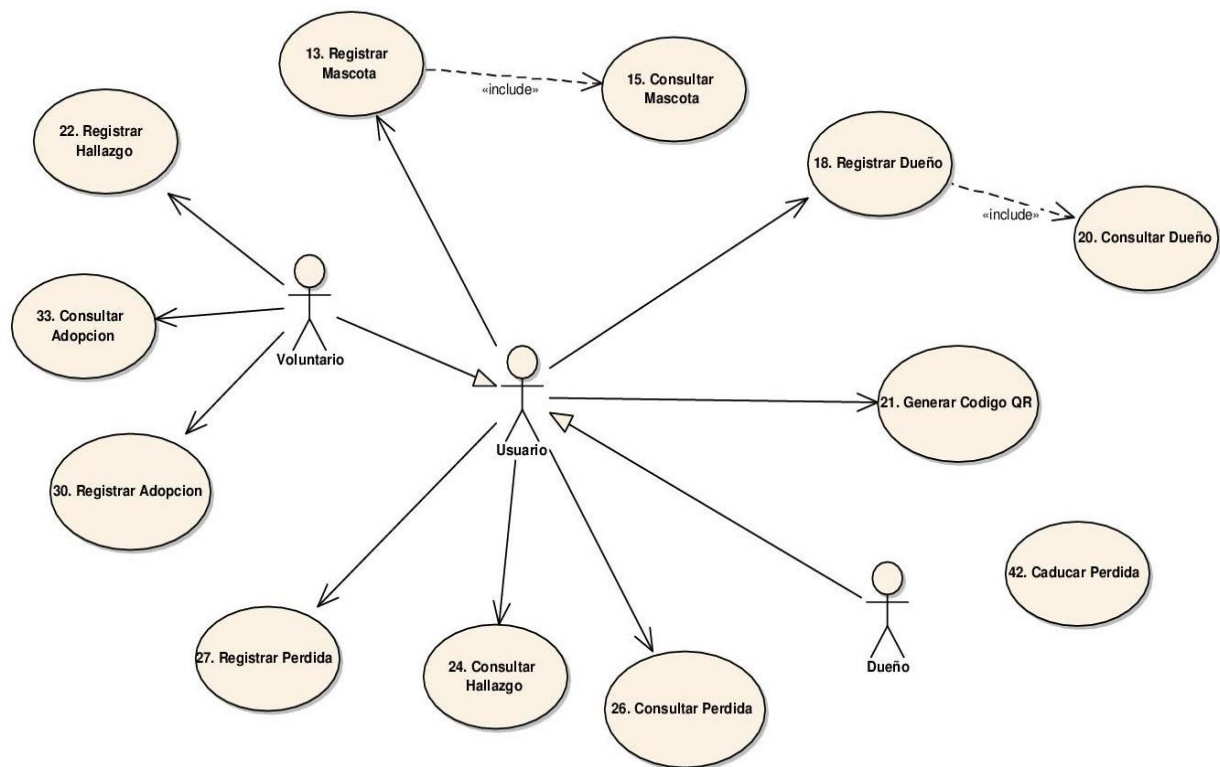 13. Registrar
Mascota
«include»
15. Consultar
Mascota
22. Registrar
Hallazgo
18. Registrar Dueño
«include»
20. Consultar Dueño
33. Consultar
Adopcion
Voluntario
Usuario
21. Generar Codigo QR
30. Registrar Adopcion
42. Caducar Perdida
27. Registrar Perdida
24. Consultar
Hallazgo
26. Consultar Perdida
Dueño